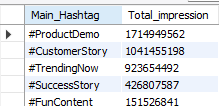 Main_Hashtag Total_impression
#ProductDemo 1714949562
#CustomerStory 1041455198
#TrendingNow 923654492
#SuccessStory 426807587
#FunContent 151526841